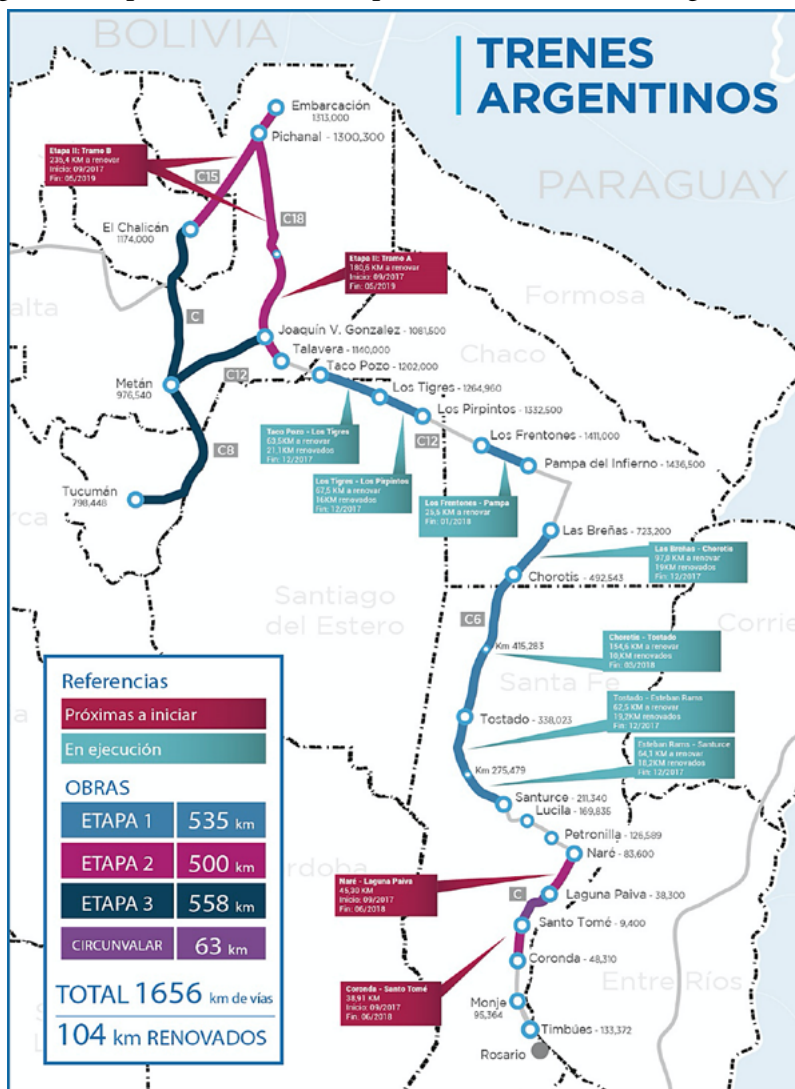 BOLIVIA
TRENES
ARGENTINOS
Embarcación
1313,000
Pichanal - 1300,300
Etapa II: Tramo B
236,4 KM a renovar
Inicio: 09/2017
Fin: 05/2019
PARAGUAY
C15
C18
El Chalicán
1174,000
Etapa II: Tramo A
180,6 KM a renovar
Inicio: 09/2017
Fin: 05/2019
Formosa
alta
C
Joaquín V. Gonzalez - 1081,500
Chaco
Talavera - 1140,000
Taco Pozo - 1202,000
C12
Metán
976,540
Los Tigres - 1264,960
Los Pirpintos - 1332,500
Taco Pozo - Los Tigres
63,5KM a renovar
21,1KM renovados
Fin: 12/2017
C12
Los Frentones - 1411,000
C8
Pampa del Infierno - 1436,500
Los Tigres - Los Pirpintos
67,5 KM a renovar
16KM renovados
Fin: 12/2017
Los Frentones - Pampa
25,5 KM a renovar
Fin: 01/2018
Tucumán
798,448
arca
Las Breñas - 723,200
Las Breñas - Chorotis
97,8 KM a renovar
19KM renovados
Fin: 12/2017
Chorotis - 492,543
Santiago
del Estero
C6
Corrie
Chorotis - Tostado
154,6 KM a renovar
10,KM renovados
Fin: 03/2018
Km 415,283
Santa Fe
Tostado - Esteban Rams
62,5 KM a renovar
19,2KM renovados
Fin: 12/2017
Tostado - 338,023
Esteban Rams - Santurce
64,1 KM a renovar
18,2KM renovados
Fin: 12/2017
Km 275,479
Santurce - 211,340
Lucila - 169,835
Petronilla - 126,589
Naré - 83,600
órdoba
Naré - Laguna Paiva
45,30 KM
Inicio: 09/2017
Fin: 06/2018
C
Laguna Paiva - 38,300
Santo Tomé - 9,400
Coronda - 48,310
Entre Ríos
Coronda - Santo Tomé
38,91 KM
Inicio: 09/2017
Fin: 06/2018
Monje
95,364
Timbúes - 133,372
Rosario
Referencias
Próximas a iniciar
En ejecución
OBRAS
ETAPA 1 535 km
ETAPA 2 500 km
ETAPA 3 558 km
CIRCUNVALAR 63 km
TOTAL 1656 km de vías
104 km RENOVADOS